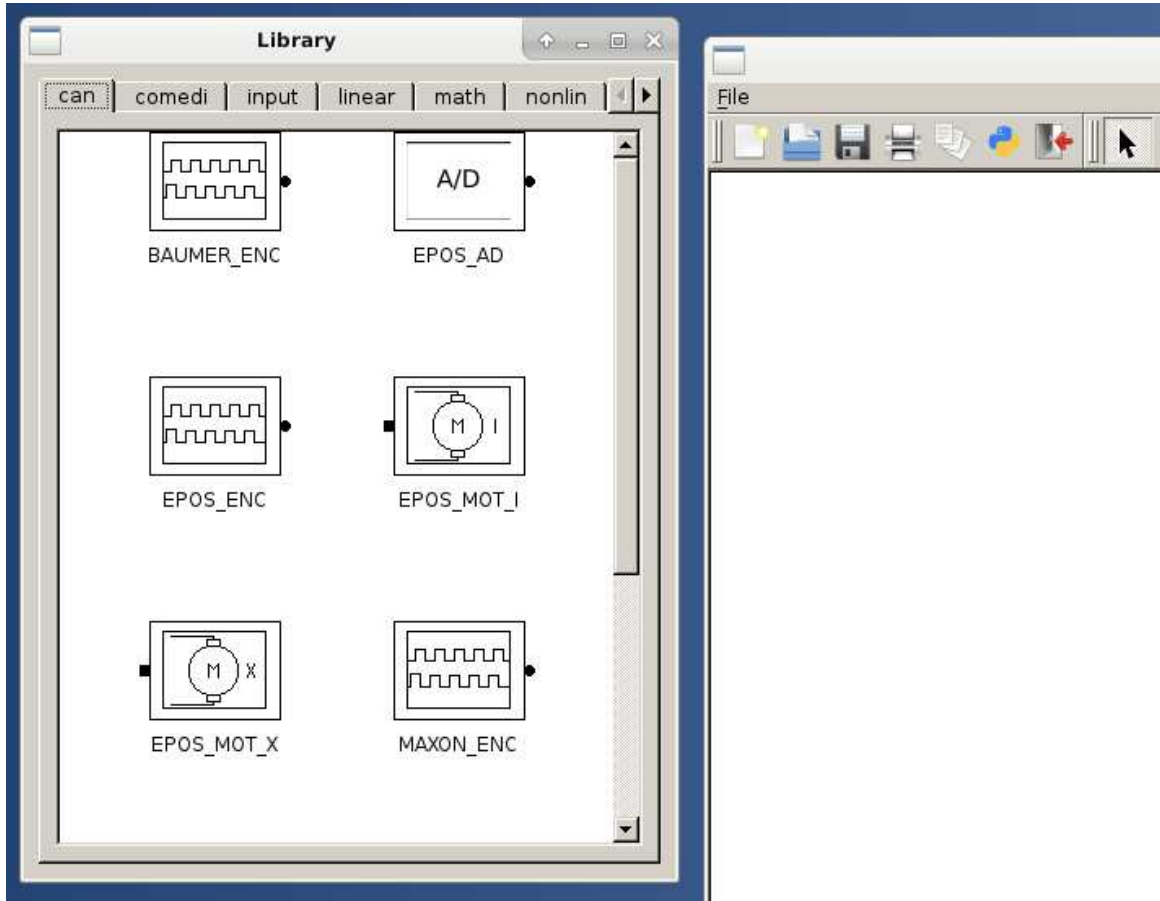 Library
can comedi input linear math nonlin
File
A/D
BAUMER_ENC EPOS_AD
M I
EPOS_ENC EPOS_MOT_I
M X
EPOS_MOT_X MAXON_ENC